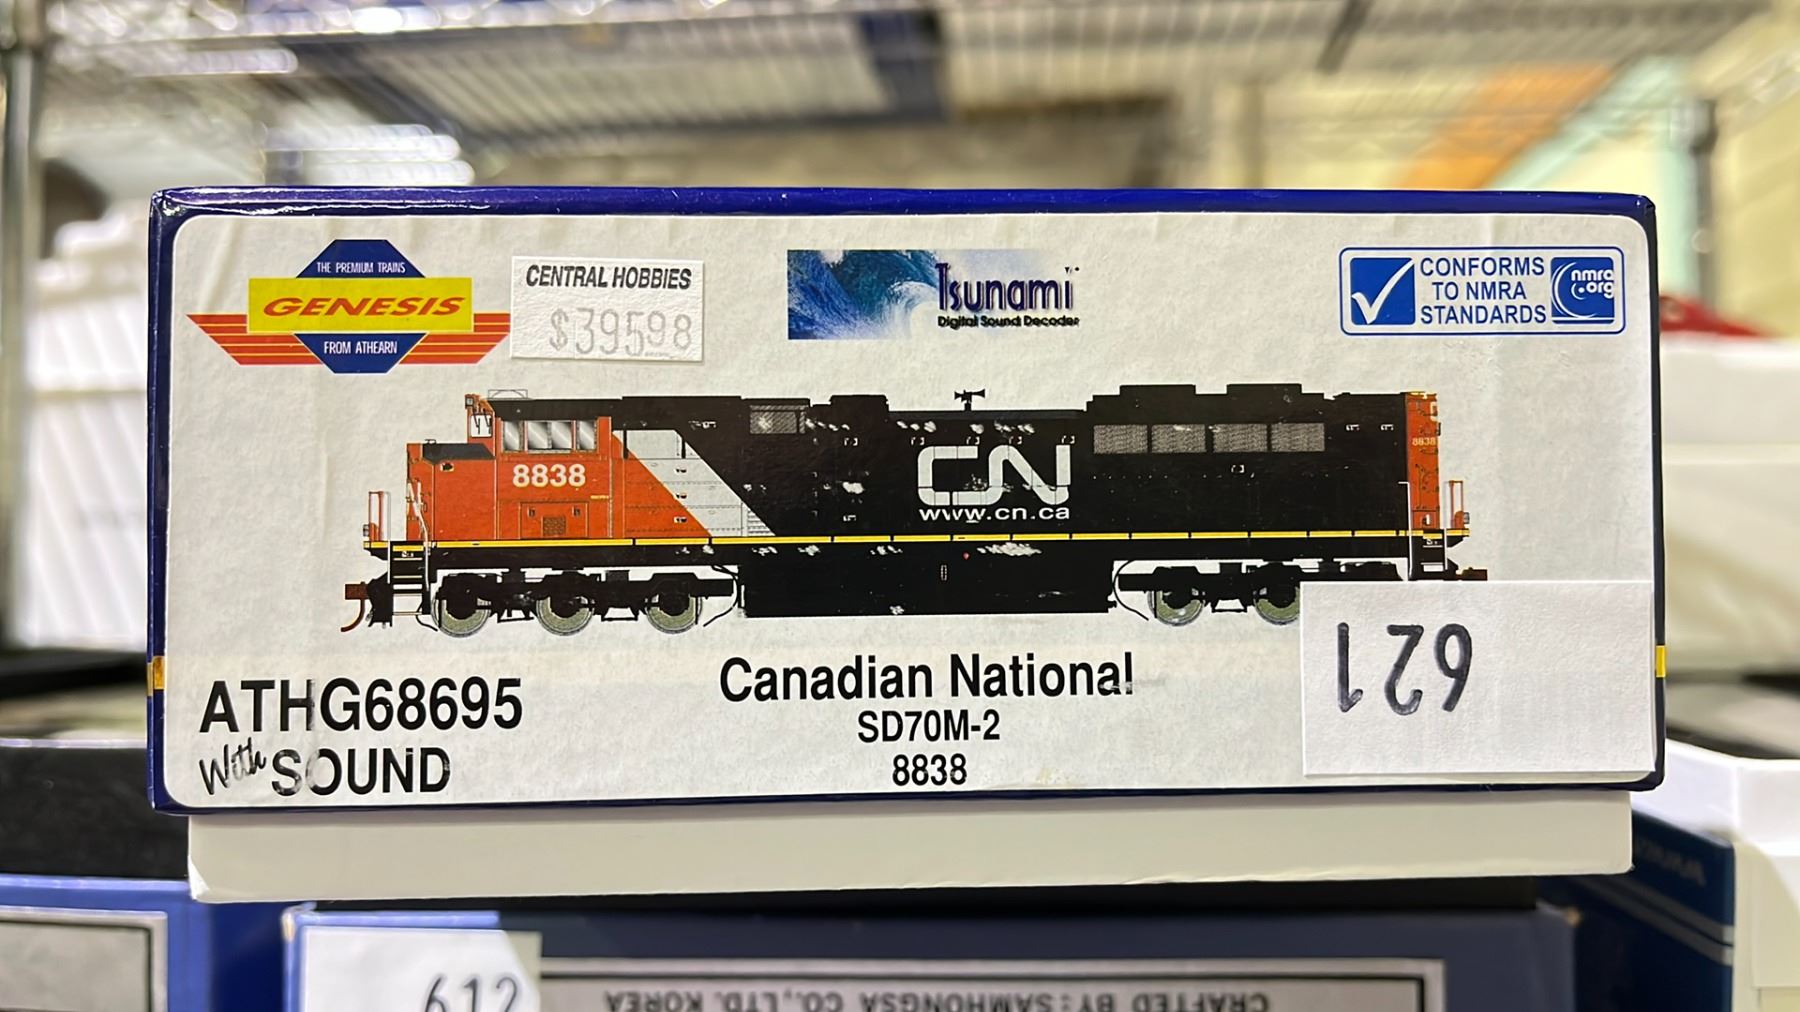 THE PREMIUM TRAINS
GENESIS
FROM ATHEARN
CENTRAL HOBBIES
$395.98
Tsunami
Digital Sound Decoder
CONFORMS
TO NMRA
STANDARDS
nmra
.org
8838
8838
CN
www.cn.ca
ATHG68695
With SOUND
Canadian National
SD70M-2
8838
621
612
CRAFTED BY: SAMHONGSA CO., LTD. KOREA